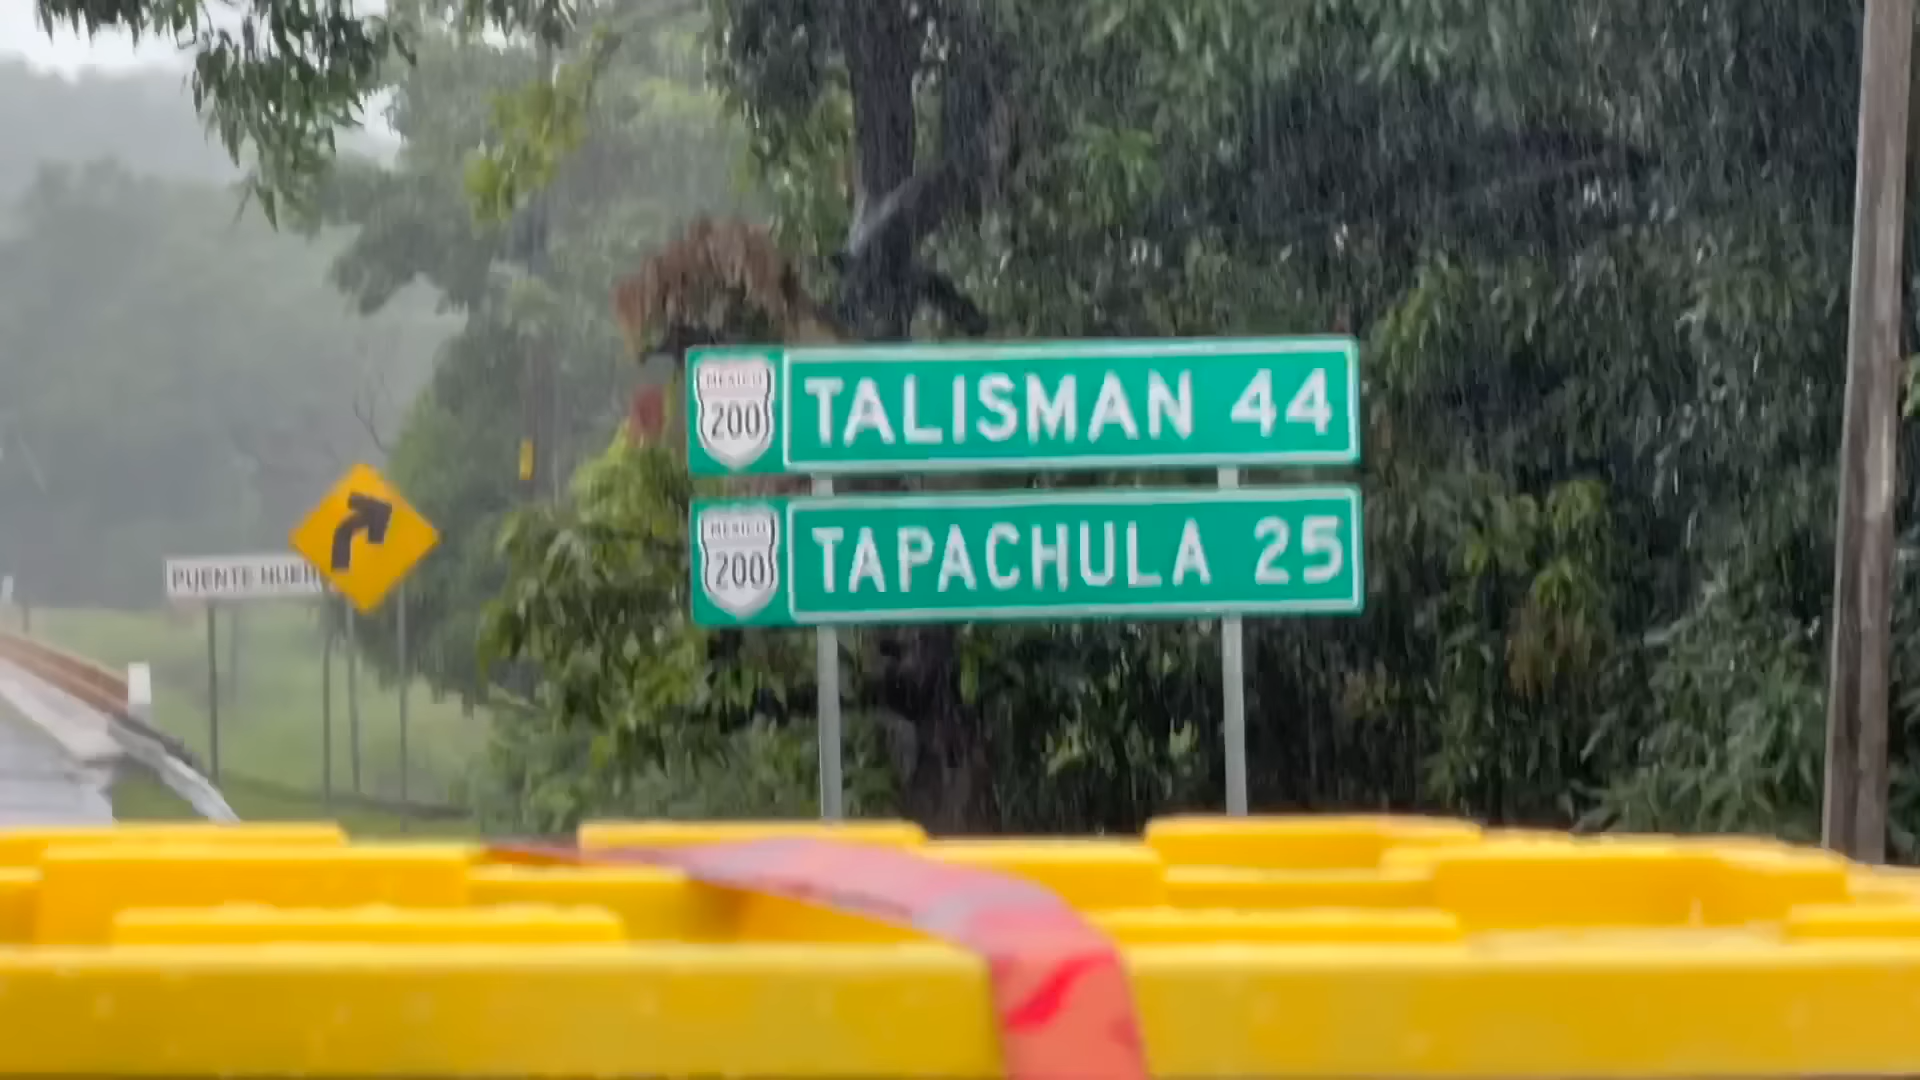 MEXICO
200
TALISMAN 44
MEXICO
200
TAPACHULA 25
PUENTE